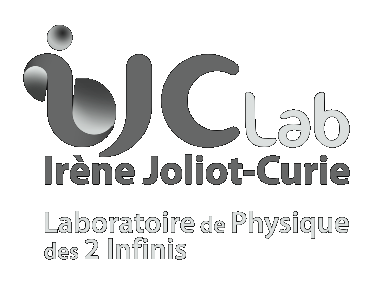 iJCLab
Irène Joliot-Curie
Laboratoire de Physique
des 2 Infinis